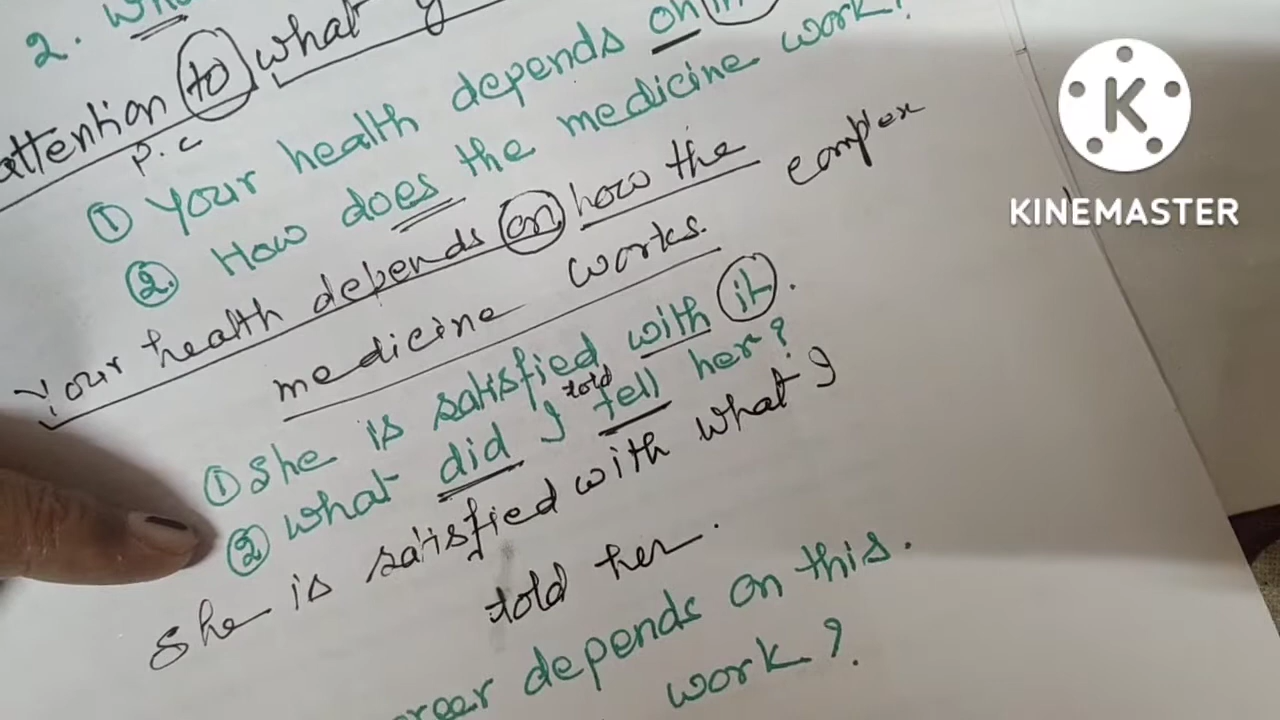 2. 
attention to what
p.c
① Your health depends on
② How does the medicine work?
Your health depends on how the
complex
medicine works.
① She is satisfied with it.
told
② What did I tell her?
She is satisfied with what I
told her.
depends on this.
work?
K
KINEMASTER